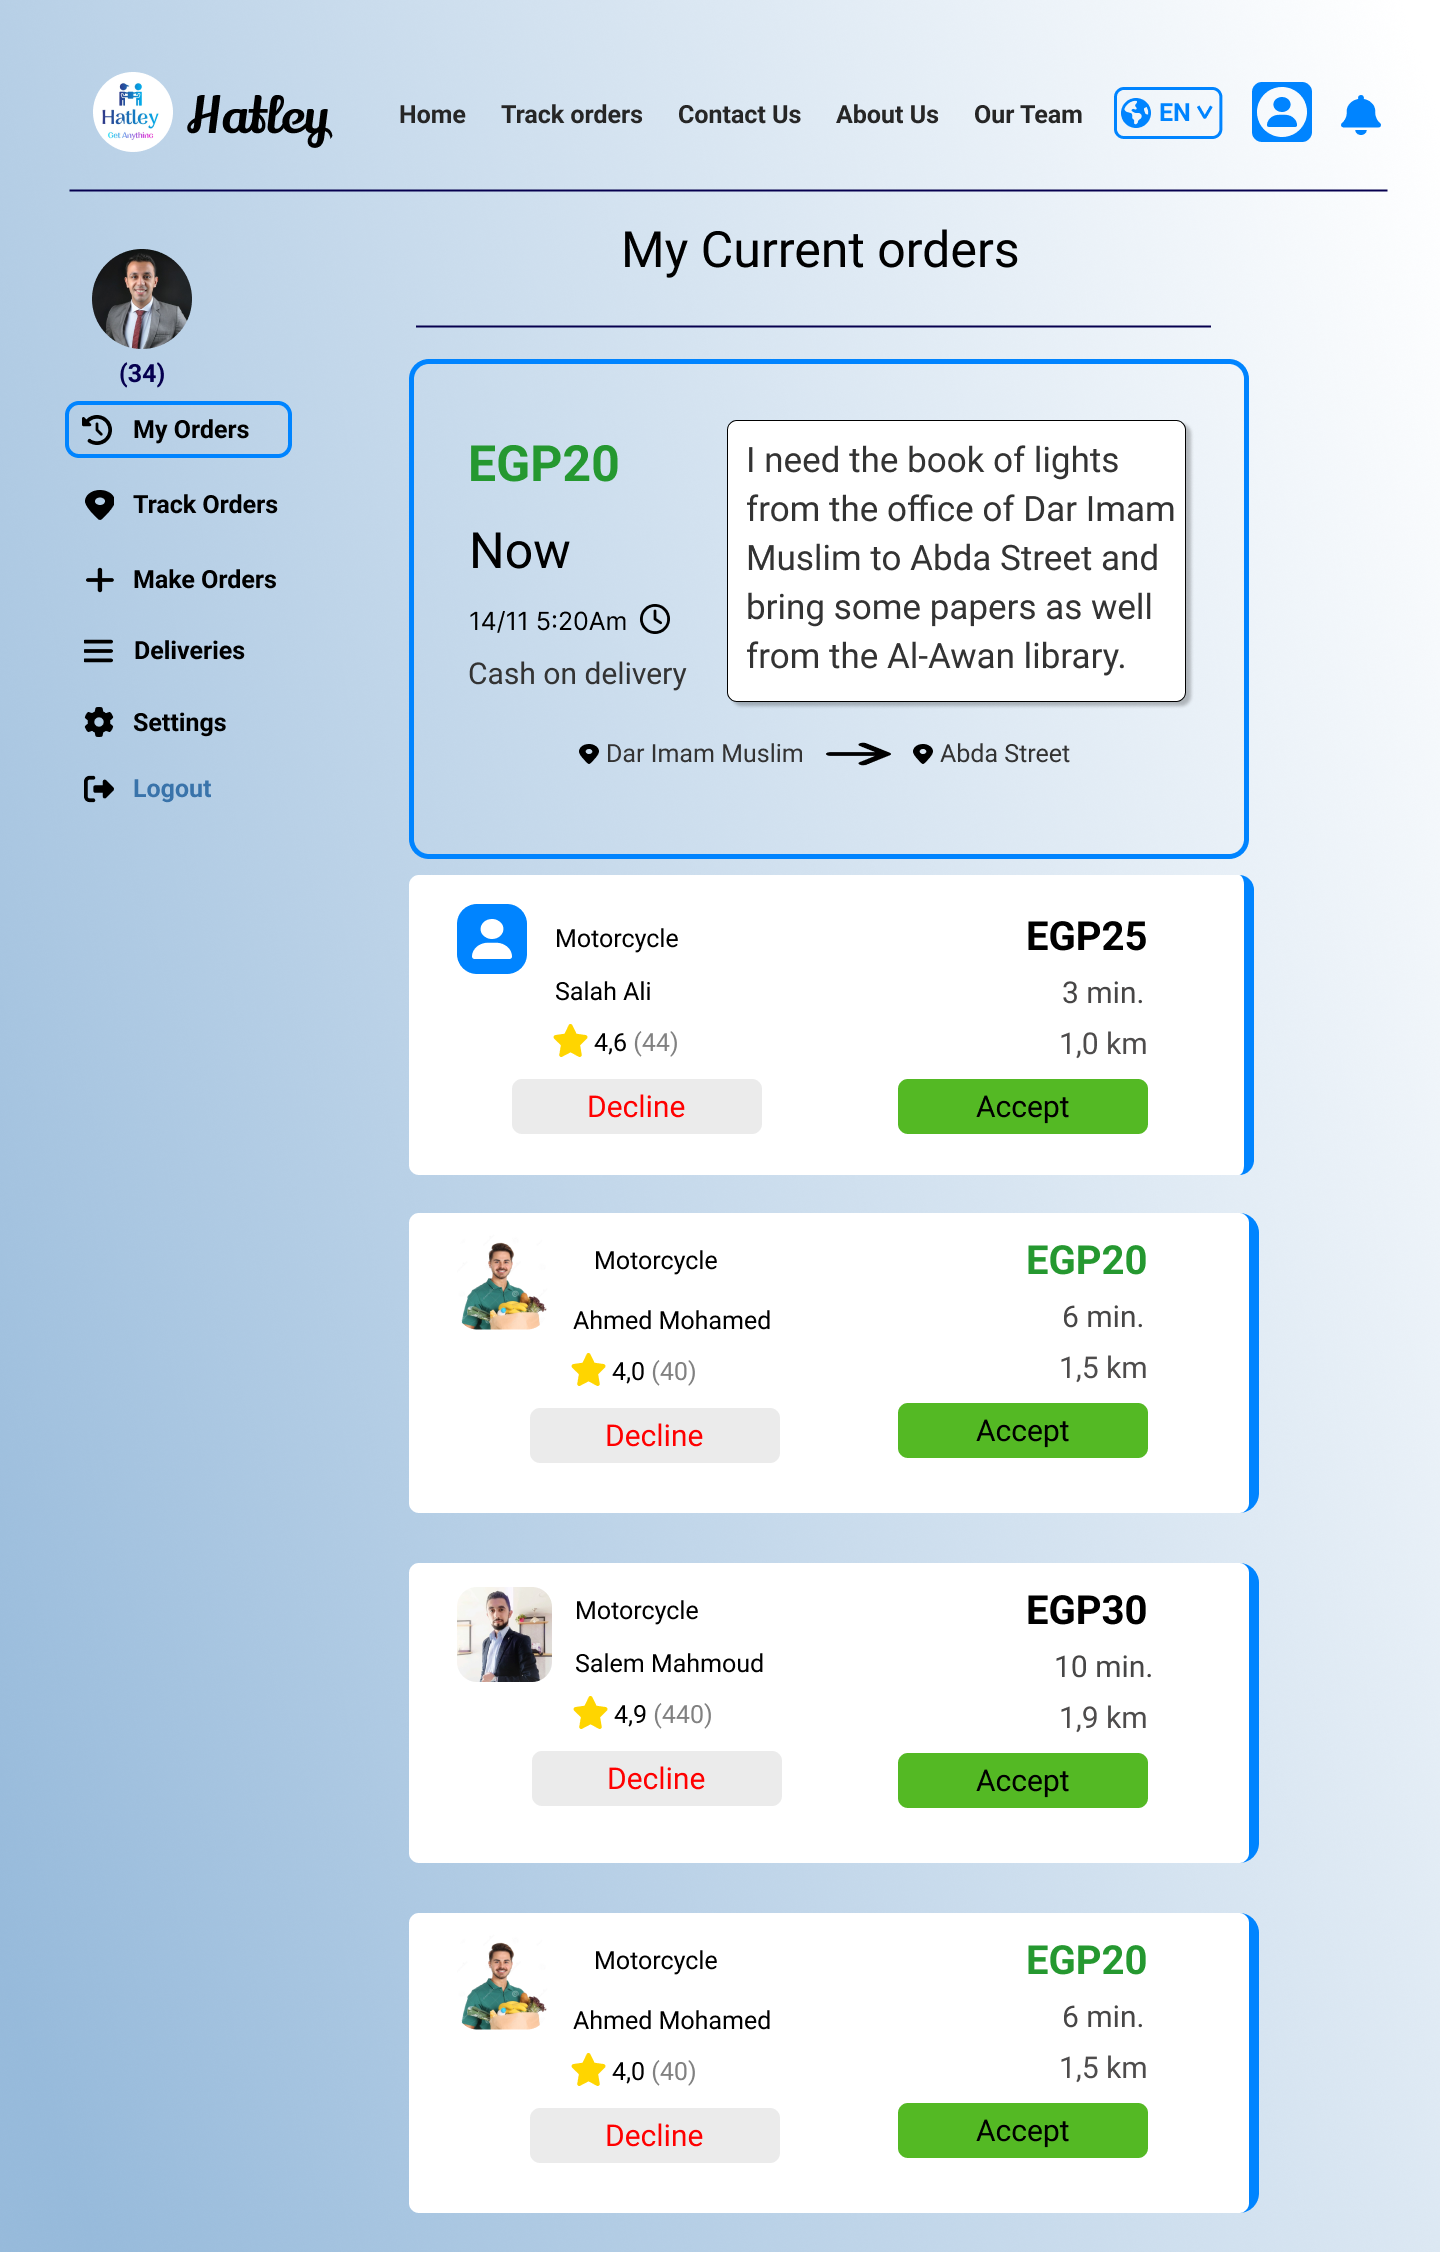 Hatley
Get Anything
Hatley
Home
Track orders
Contact Us
About Us
Our Team
EN
My Current orders
(34)
My Orders
Track Orders
Make Orders
Deliveries
Settings
Logout
EGP20
Now
14/11 5:20Am
Cash on delivery
I need the book of lights
from the office of Dar Imam
Muslim to Abda Street and
bring some papers as well
from the Al-Awan library.
Dar Imam Muslim
Abda Street
Motorcycle
Salah Ali
4,6 (44)
Decline
EGP25
3 min.
1,0 km
Accept
Motorcycle
Ahmed Mohamed
4,0 (40)
Decline
EGP20
6 min.
1,5 km
Accept
Motorcycle
Salem Mahmoud
4,9 (440)
Decline
EGP30
10 min.
1,9 km
Accept
Motorcycle
Ahmed Mohamed
4,0 (40)
Decline
EGP20
6 min.
1,5 km
Accept